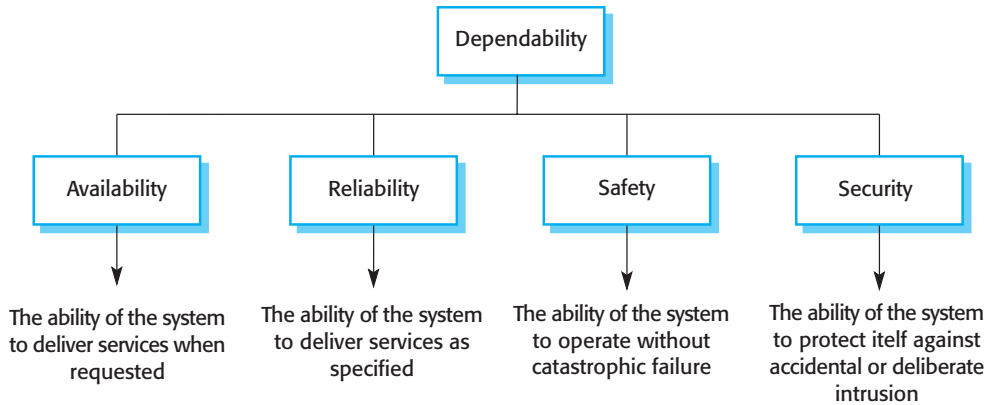 Dependability
Availability
Reliability
Safety
Security
The ability of the system
to deliver services when
requested
The ability of the system
to deliver services as
specified
The ability of the system
to operate without
catastrophic failure
The ability of the system
to protect itelf against
accidental or deliberate
intrusion